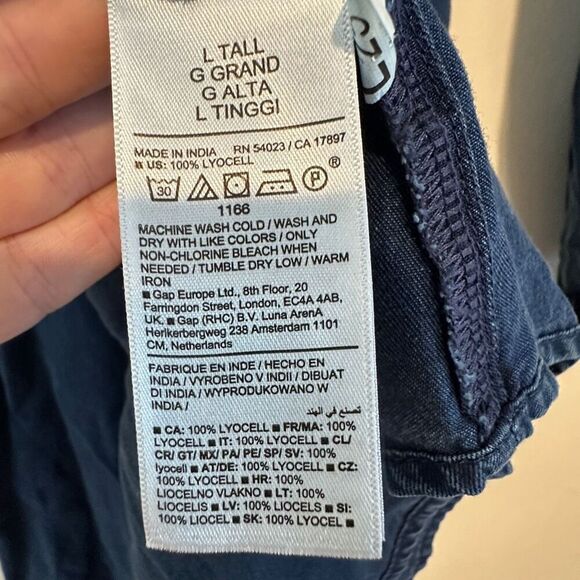 L TALL
G GRAND
G ALTA
L TINGGI
MADE IN INDIA RN 54023 / CA 17897
■ US: 100% LYOCELL
30 P ®
1166
MACHINE WASH COLD / WASH AND
DRY WITH LIKE COLORS / ONLY
NON-CHLORINE BLEACH WHEN
NEEDED / TUMBLE DRY LOW / WARM
IRON
■ Gap Europe Ltd., 8th Floor, 20
Farringdon Street, London, EC4A 4AB,
UK. ■ Gap (RHC) B.V. Luna ArenA
Herikerbergweg 238 Amsterdam 1101
CM, Netherlands
FABRIQUE EN INDE / HECHO EN
INDIA / VYROBENO V INDII / DIBUAT
DI INDIA / WYPRODUKOWANO W
INDIA / تصنع في الهند
■ CA: 100% LYOCELL ■ FR/MA: 100%
LYOCELL ■ IT: 100% LYOCELL ■ CL/
CR/ GT/ MX/ PA/ PE/ SP/ SV: 100%
lyocell ■ AT/DE: 100% LYOCELL ■ CZ:
100% LYOCELL ■ HR: 100%
LIOCELNO VLAKNO ■ LT: 100%
LIOCELIS ■ LV: 100% LIOCELS ■ SI:
100% LIOCEL ■ SK: 100% LYOCEL ■